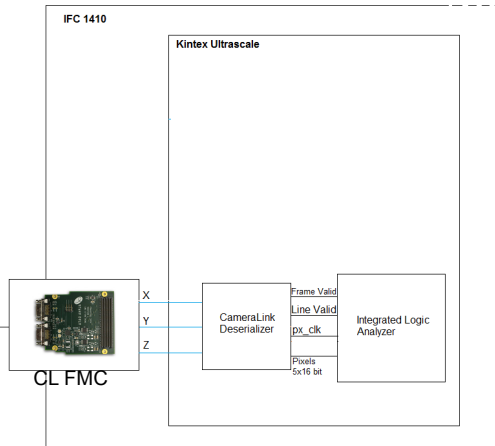 IFC 1410
Kintex Ultrascale
X
Y
Z
CL FMC
CameraLink
Deserializer
Frame Valid
Line Valid
px_clk
Pixels
5x16 bit
Integrated Logic
Analyzer